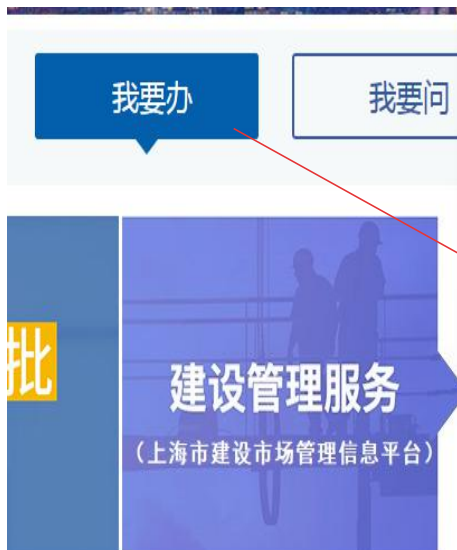 我要办
我要问
批
建设管理服务
（上海市建设市场管理信息平台）